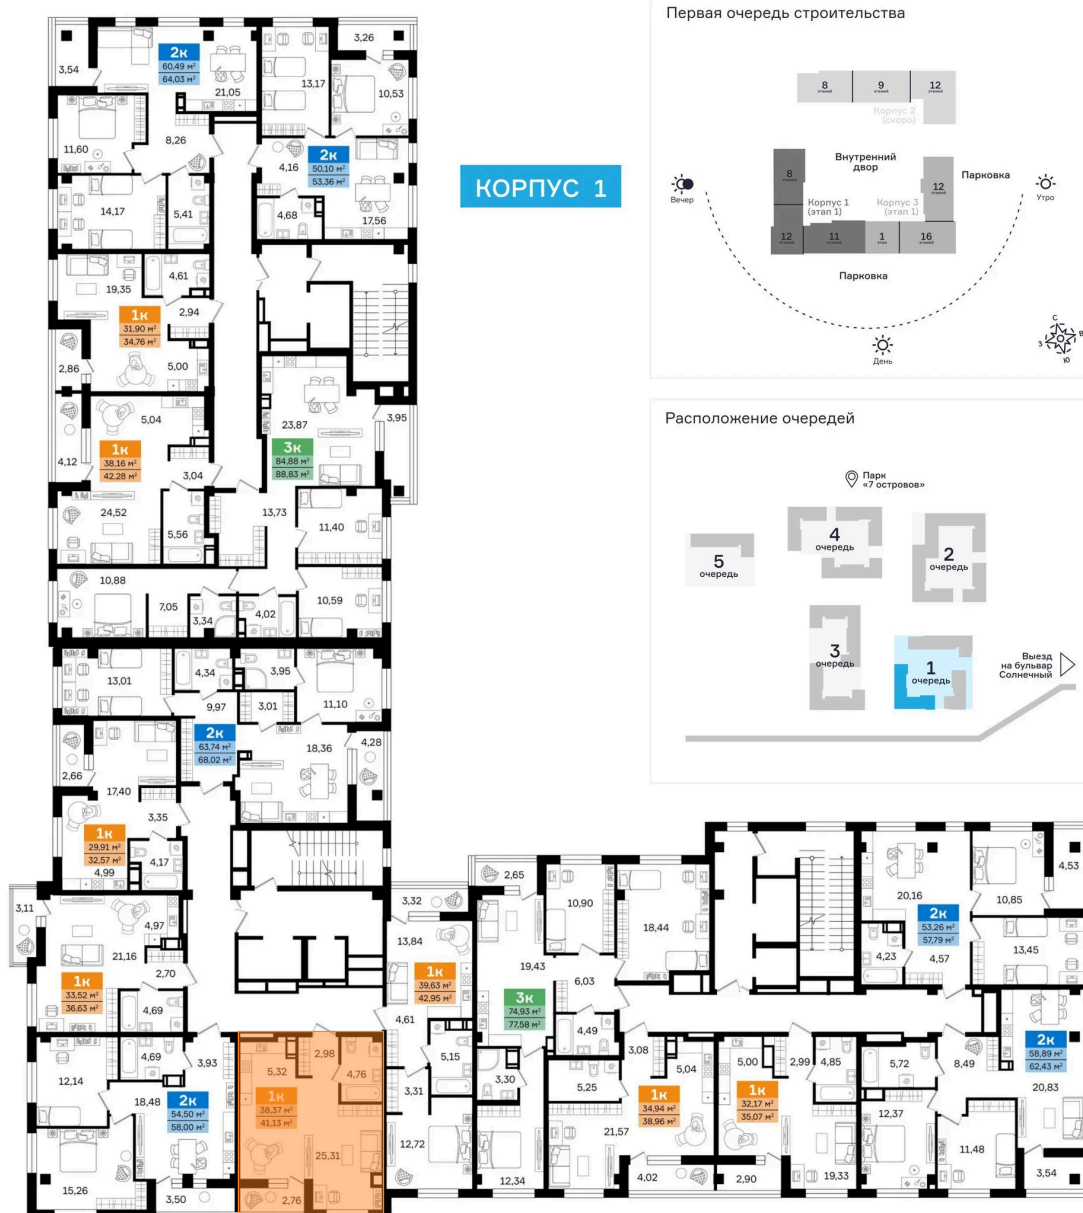 Первая очередь строительства
8
этажей
9
этажей
12
этажей
Корпус 2
(скоро)
Внутренний
двор
8
этажей
12
этажей
Парковка
Вечер
Утро
Корпус 1
(этап 1)
Корпус 3
(этап 1)
12
этажей
11
этажей
1
этаж
16
этажей
Парковка
День
С
В
Ю
З
КОРПУС 1
Расположение очередей
Парк
«7 островов»
5
очередь
4
очередь
2
очередь
3
очередь
1
очередь
Выезд
на бульвар
Солнечный
3,54
2к
60,49 м²
64,03 м²
21,05
13,17
3,26
10,53
11,60
8,26
4,16
2к
50,10 м²
53,36 м²
14,17
5,41
4,68
17,56
19,35
4,61
1к
31,90 м²
34,76 м²
2,94
2,86
5,00
5,04
23,87
3,95
4,12
1к
38,16 м²
42,28 м²
3,04
3к
84,88 м²
88,83 м²
24,52
5,56
13,73
11,40
10,88
7,05
3,34
4,02
10,59
13,01
4,34
3,95
9,97
3,01
11,10
2к
63,74 м²
68,02 м²
18,36
4,28
2,66
17,40
3,35
1к
29,91 м²
32,57 м²
4,99
4,17
3,11
4,97
21,16
2,70
1к
33,52 м²
36,63 м²
4,69
3,32
13,84
1к
39,63 м²
42,95 м²
4,61
5,15
3,31
12,72
2,65
10,90
18,44
19,43
6,03
3к
74,93 м²
77,58 м²
4,49
3,30
12,34
20,16
10,85
4,53
2к
53,26 м²
57,79 м²
4,23
4,57
13,45
12,14
4,69
3,93
18,48
2к
54,50 м²
58,00 м²
15,26
3,50
5,32
2,98
4,76
1к
38,37 м²
41,13 м²
25,31
2,76
5,25
3,08
5,04
1к
34,94 м²
38,96 м²
21,57
4,02
5,00
2,99
4,85
1к
32,17 м²
35,07 м²
2,90
19,33
5,72
8,49
2к
58,89 м²
62,43 м²
20,83
12,37
11,48
3,54